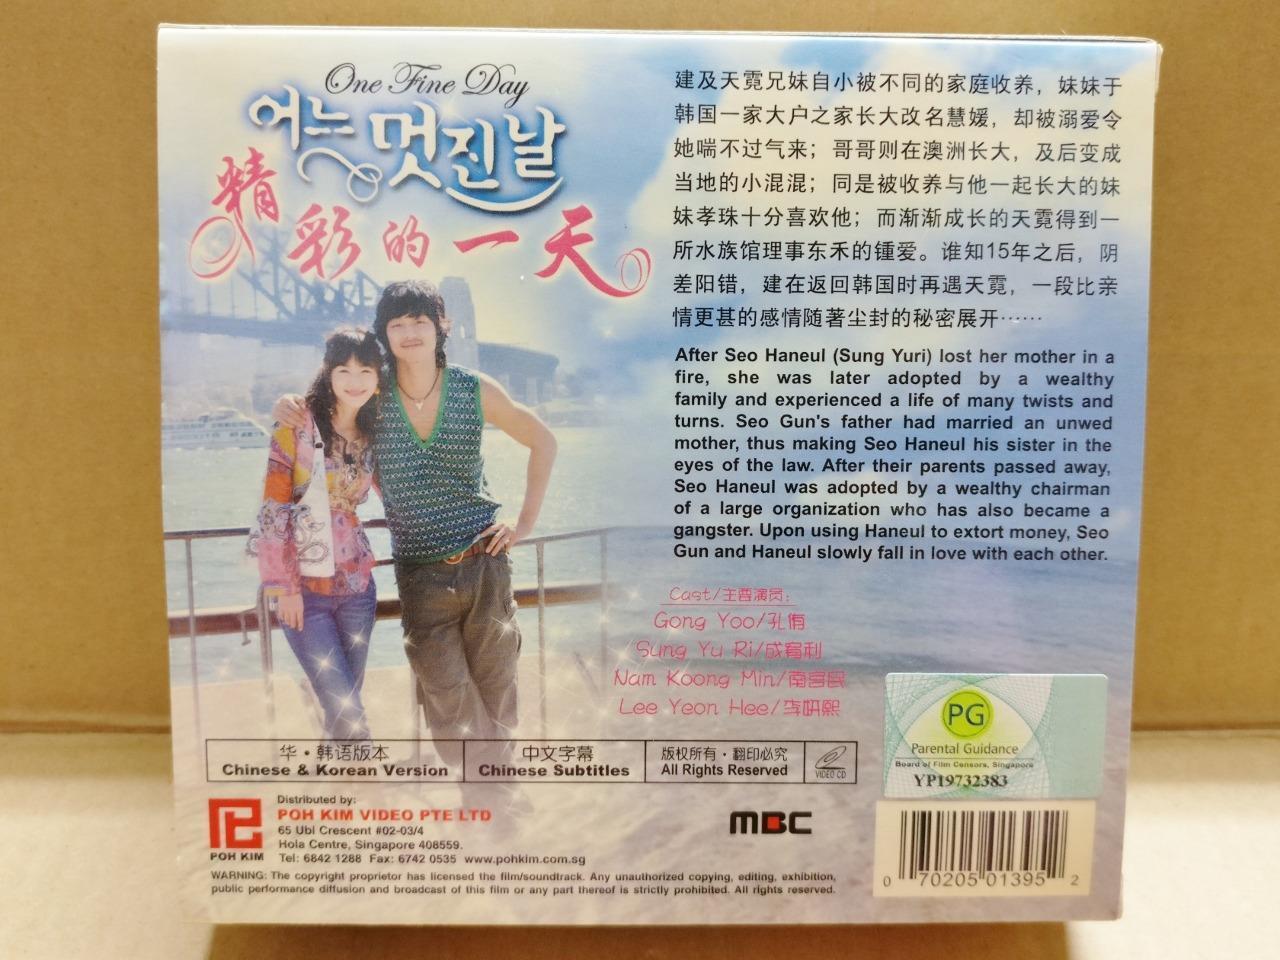 One Fine Day
어느 멋진 날
精彩的一天
建及天霓兄妹自小被不同的家庭收养，妹妹于
韩国一家大户之家长大改名慧媛，却被溺爱令
她喘不过气来；哥哥则在澳洲长大，及后变成
当地的小混混；同是被收养与他一起长大的妹
妹孝珠十分喜欢他；而渐渐成长的天霓得到一
所水族馆理事东禾的锺爱。谁知15年之后，阴
差阳错，建在返回韩国时再遇天霓，一段比亲
情更甚的感情随著尘封的秘密展开……
After Seo Haneul (Sung Yuri) lost her mother in a
fire, she was later adopted by a wealthy
family and experienced a life of many twists and
turns. Seo Gun's father had married an unwed
mother, thus making Seo Haneul his sister in the
eyes of the law. After their parents passed away,
Seo Haneul was adopted by a wealthy chairman
of a large organization who has also became a
gangster. Upon using Haneul to extort money, Seo
Gun and Haneul slowly fall in love with each other.
Cast/主要演员:
Gong Yoo/孔侑
Sung Yu Ri/成宥利
Nam Koong Min/南宫民
Lee Yeon Hee/李妍熙
PG
Parental Guidance
Board of Film Censors, Singapore
YP19732383
华·韩语版本
Chinese & Korean Version
中文字幕
Chinese Subtitles
版权所有·翻印必究
All Rights Reserved
VIDEO CD
POH KIM
Distributed by:
POH KIM VIDEO PTE LTD
65 Ubi Crescent #02-03/4
Hola Centre, Singapore 408559.
Tel: 6842 1288 Fax: 6742 0535 www.pohkim.com.sg
MBC
WARNING: The copyright proprietor has licensed the film/soundtrack. Any unauthorized copying, editing, exhibition,
public performance diffusion and broadcast of this film or any part thereof is strictly prohibited. All rights reserved.
0 70205 01395 2